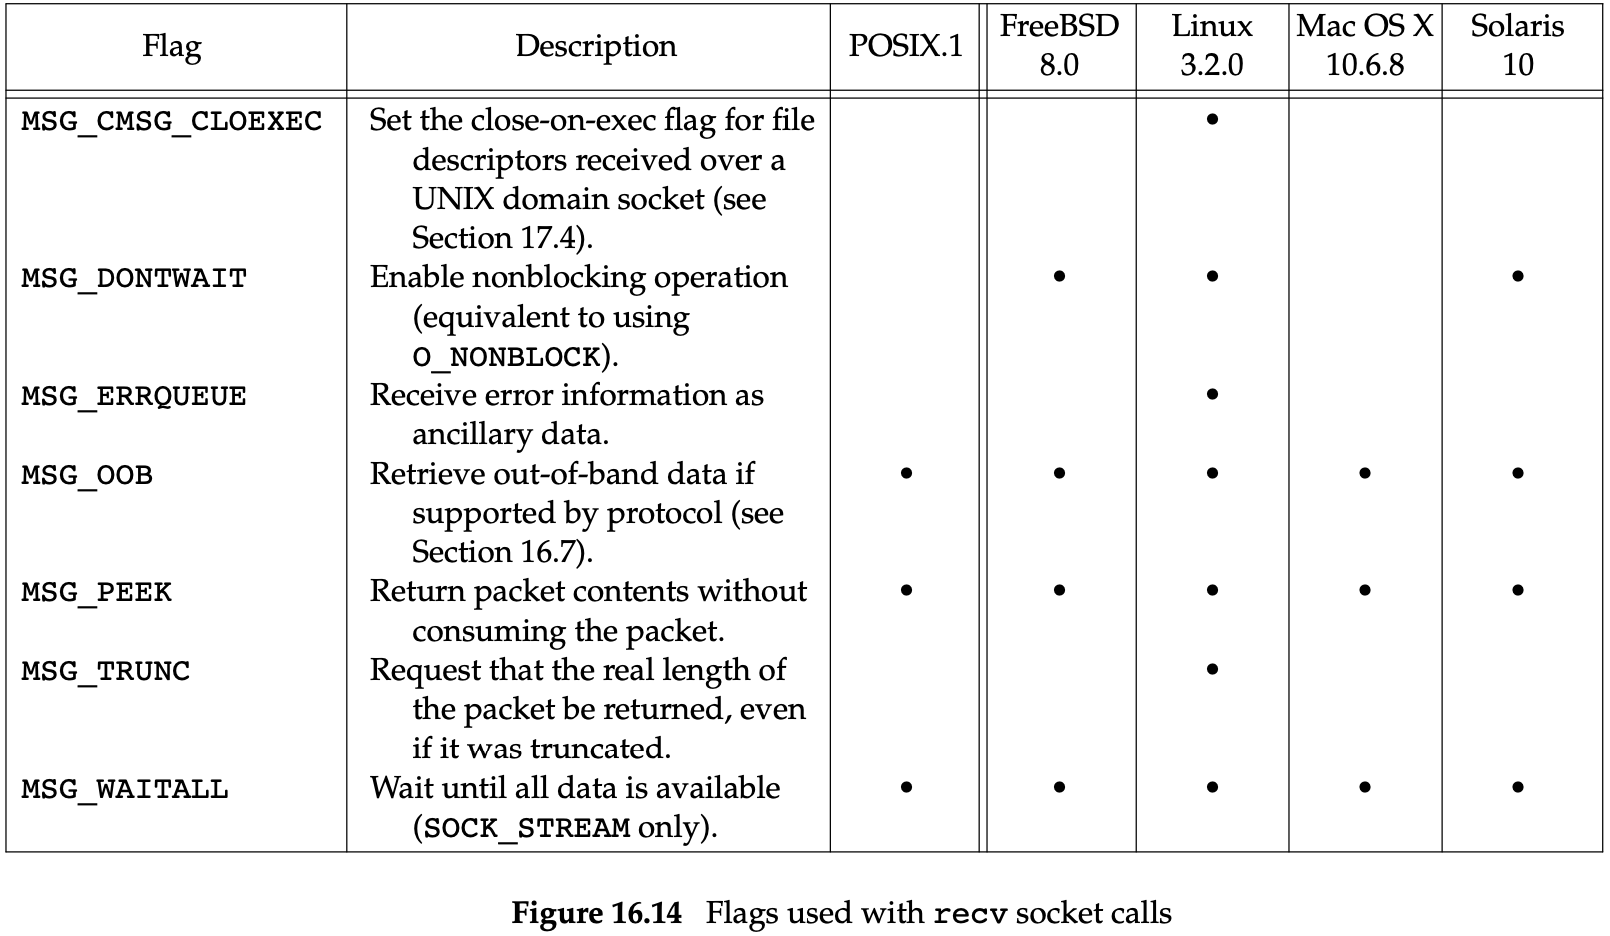 Flag Description POSIX.1 FreeBSD 8.0 Linux 3.2.0 Mac OS X 10.6.8 Solaris 10
MSG_CMSG_CLOEXEC Set the close-on-exec flag for file •
descriptors received over a
UNIX domain socket (see
Section 17.4).
MSG_DONTWAIT Enable nonblocking operation • • •
(equivalent to using
O_NONBLOCK).
MSG_ERRQUEUE Receive error information as •
ancillary data.
MSG_OOB Retrieve out-of-band data if • • • • •
supported by protocol (see
Section 16.7).
MSG_PEEK Return packet contents without • • • • •
consuming the packet.
MSG_TRUNC Request that the real length of •
the packet be returned, even
if it was truncated.
MSG_WAITALL Wait until all data is available • • • • •
(SOCK_STREAM only).
Figure 16.14 Flags used with recv socket calls